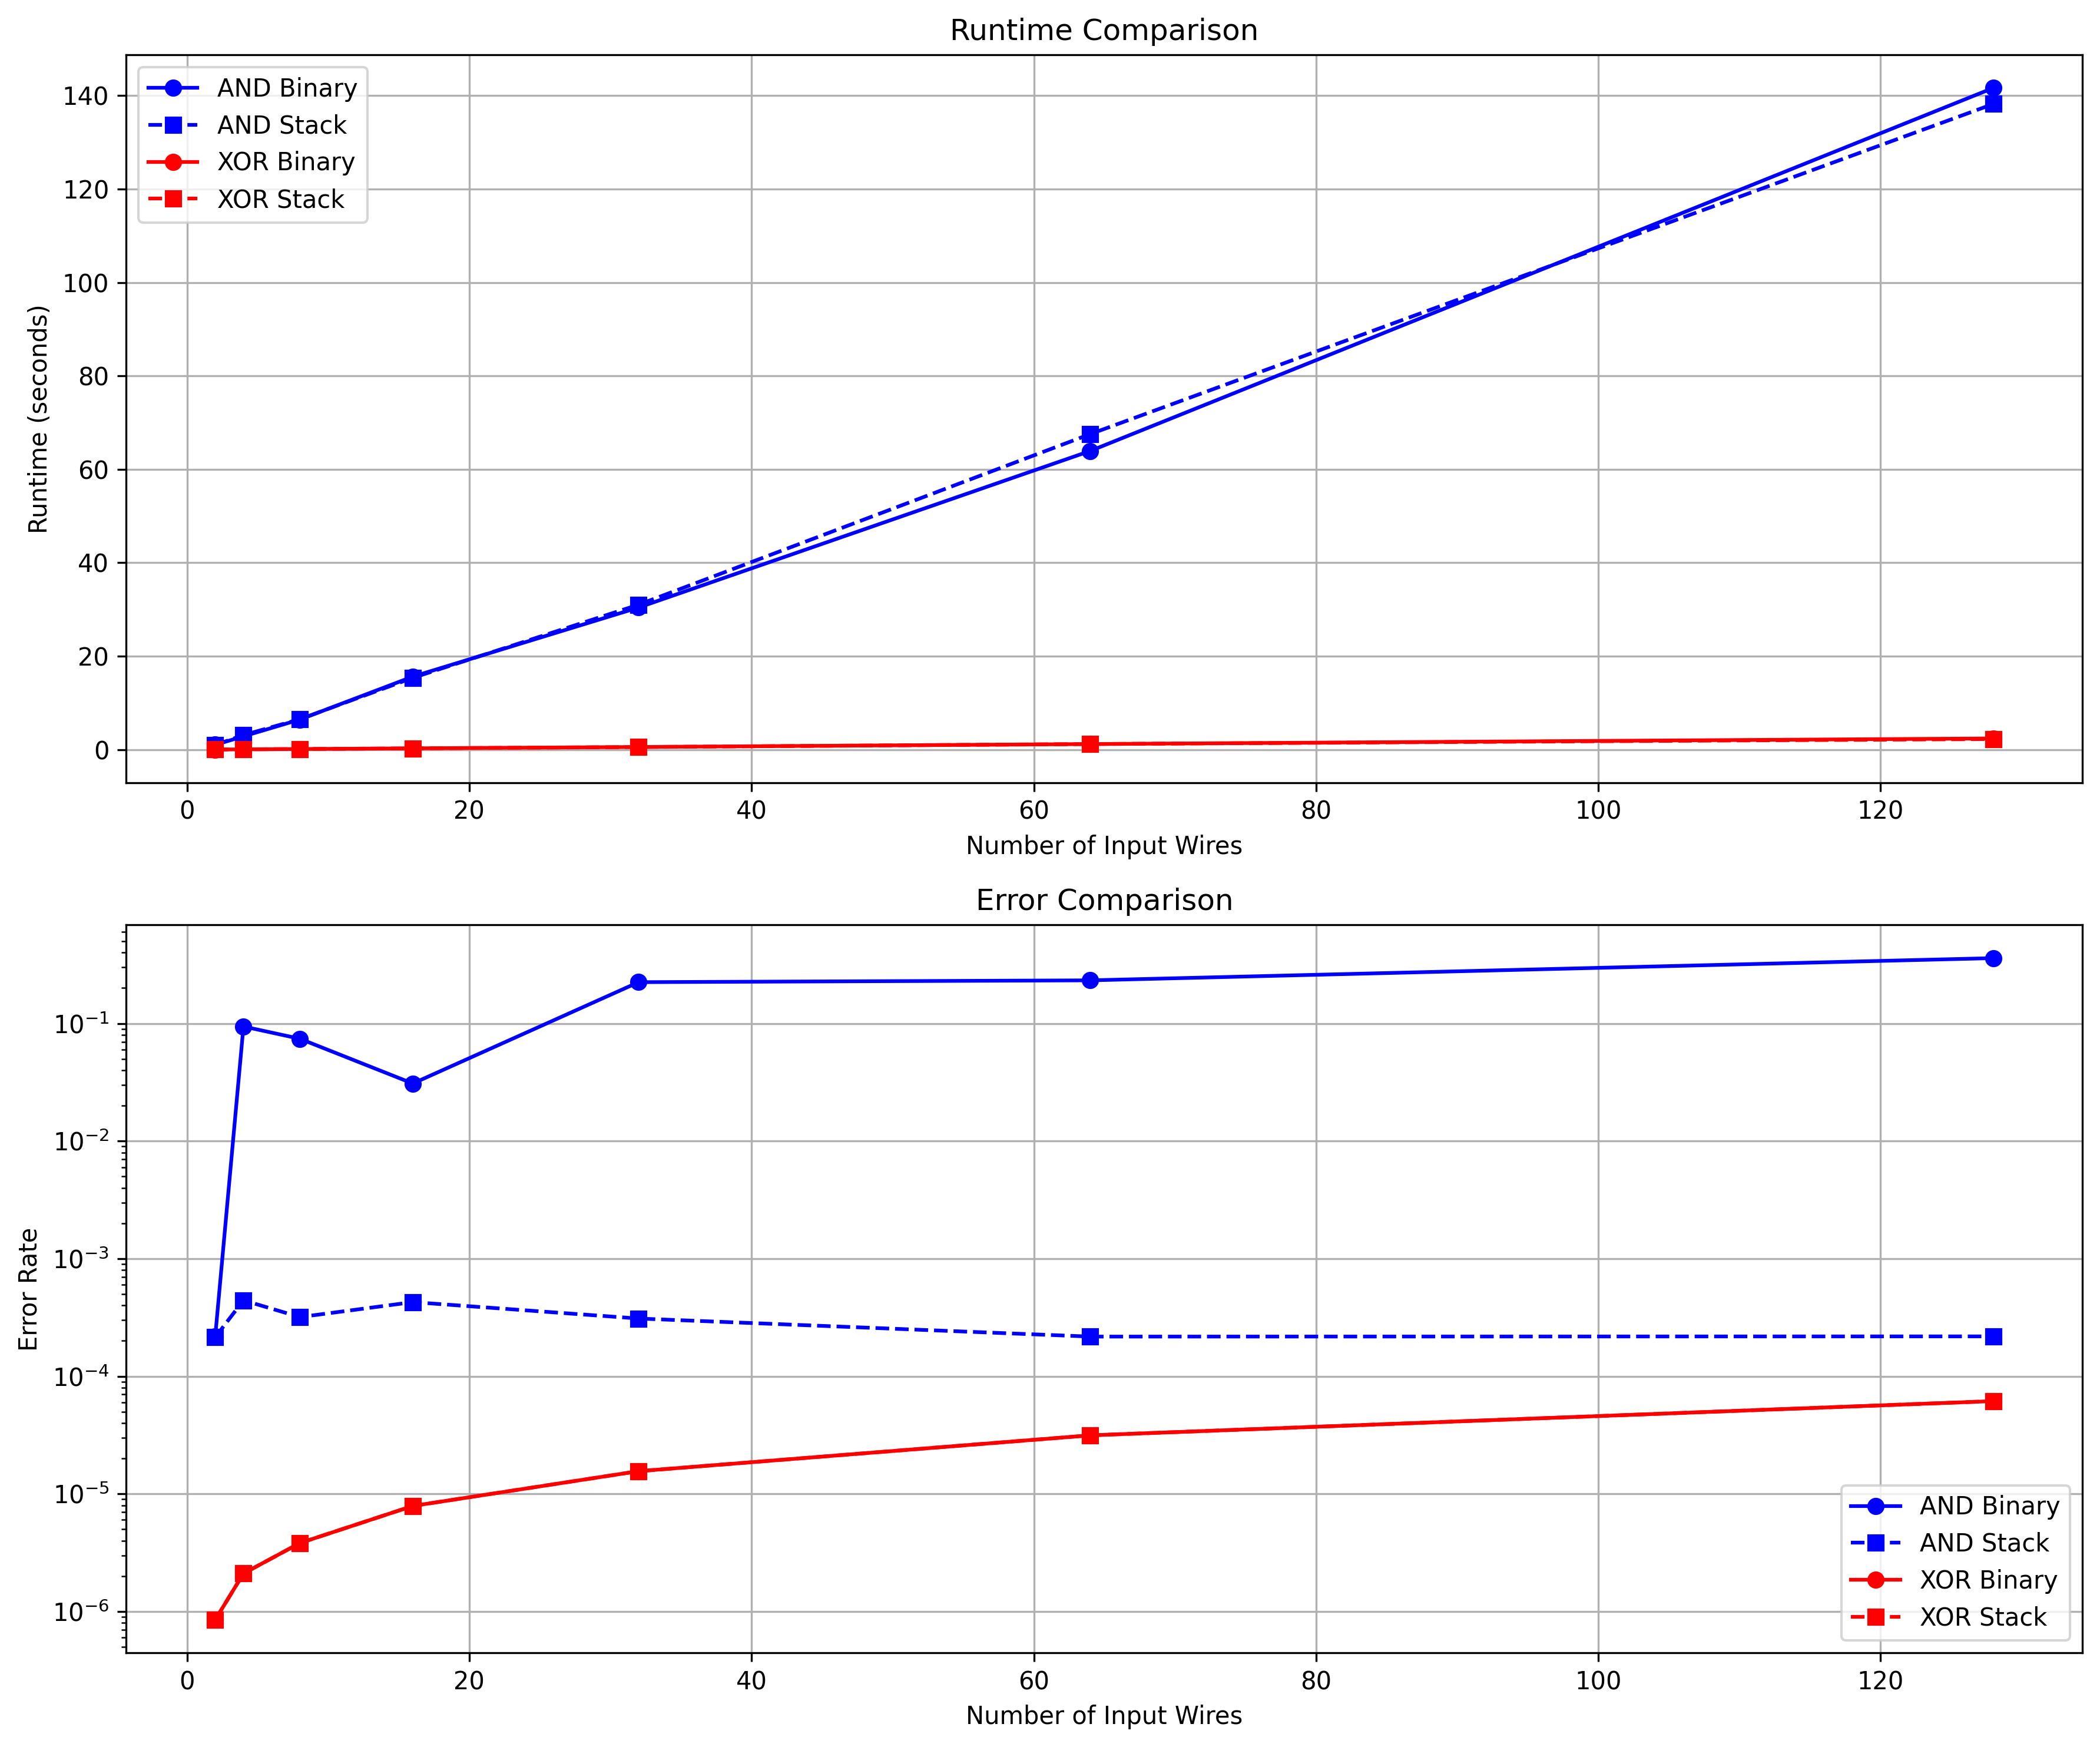 Runtime Comparison
AND Binary
AND Stack
XOR Binary
XOR Stack
Runtime (seconds)
140
120
100
80
60
40
20
0
0 20 40 60 80 100 120
Number of Input Wires
Error Comparison
Error Rate
10⁻¹
10⁻²
10⁻³
10⁻⁴
10⁻⁵
10⁻⁶
AND Binary
AND Stack
XOR Binary
XOR Stack
0 20 40 60 80 100 120
Number of Input Wires